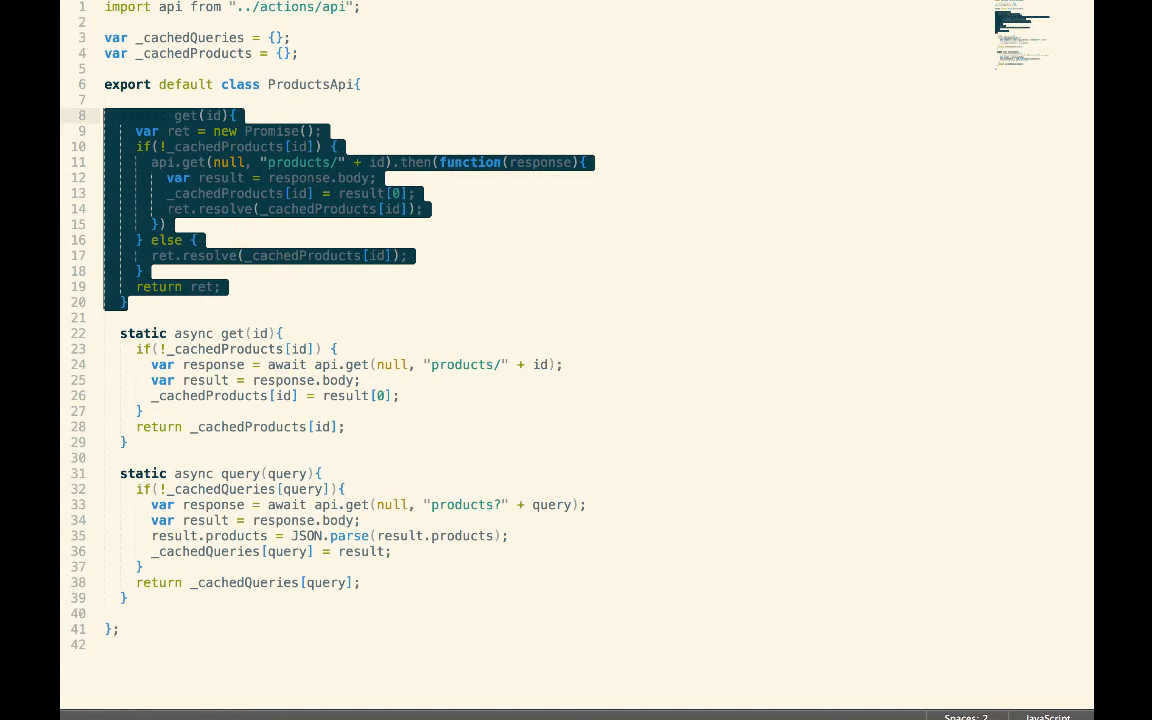 1 import api from "../actions/api";
2
3 var _cachedQueries = {};
4 var _cachedProducts = {};
5
6 export default class ProductsApi{
7
8 get(id){
9 var ret = new Promise();
10 if(!_cachedProducts[id]) {
11 api.get(null, "products/" + id).then(function(response){
12 var result = response.body;
13 _cachedProducts[id] = result[0];
14 ret.resolve(_cachedProducts[id]);
15 })
16 } else {
17 ret.resolve(_cachedProducts[id]);
18 }
19 return ret;
20 }
21
22 static async get(id){
23 if(!_cachedProducts[id]) {
24 var response = await api.get(null, "products/" + id);
25 var result = response.body;
26 _cachedProducts[id] = result[0];
27 }
28 return _cachedProducts[id];
29 }
30
31 static async query(query){
32 if(!_cachedQueries[query]){
33 var response = await api.get(null, "products?" + query);
34 var result = response.body;
35 result.products = JSON.parse(result.products);
36 _cachedQueries[query] = result;
37 }
38 return _cachedQueries[query];
39 }
40
41 };
42
Spaces: 2 JavaScript